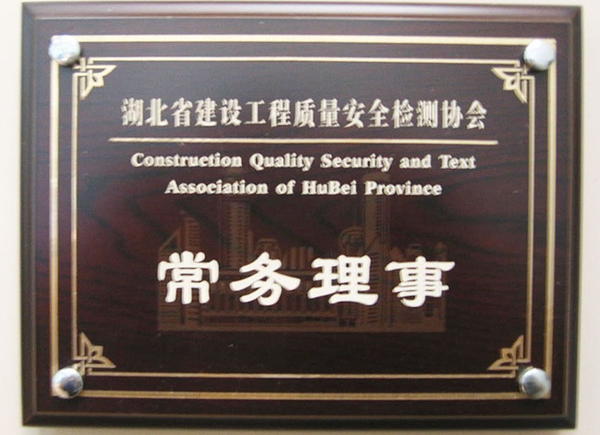 湖北省建设工程质量安全检测协会
Construction Quality Security and Text
Association of HuBei Province
常务理事